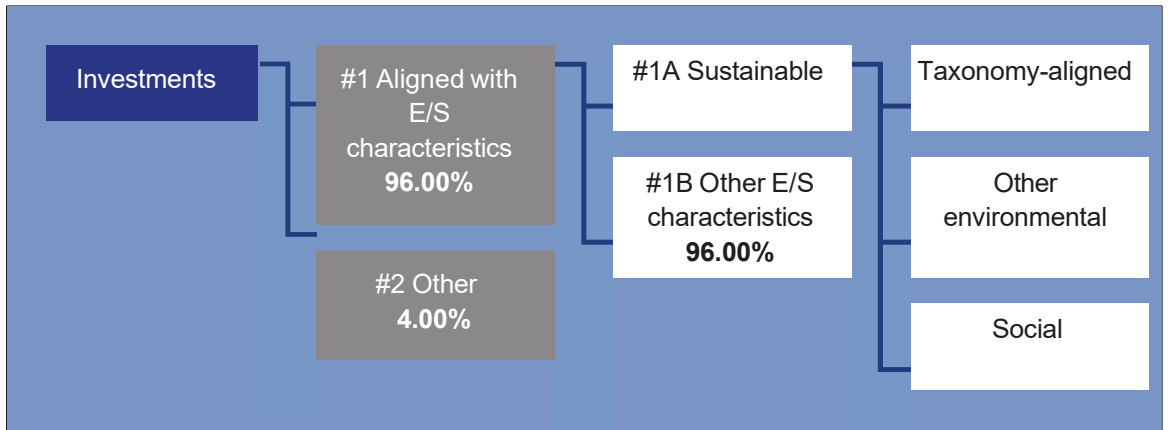 Investments
#1 Aligned with
E/S
characteristics
96.00%
#2 Other
4.00%
#1A Sustainable
#1B Other E/S
characteristics
96.00%
Taxonomy-aligned
Other
environmental
Social